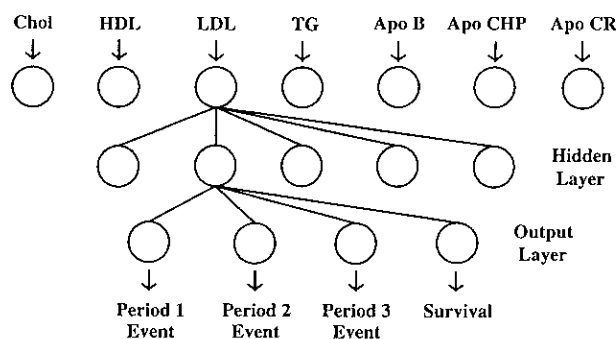 Chol HDL LDL TG Apo B Apo CHP Apo CR
Hidden
Layer
Output
Layer
Period 1 Period 2 Period 3 Survival
Event Event Event